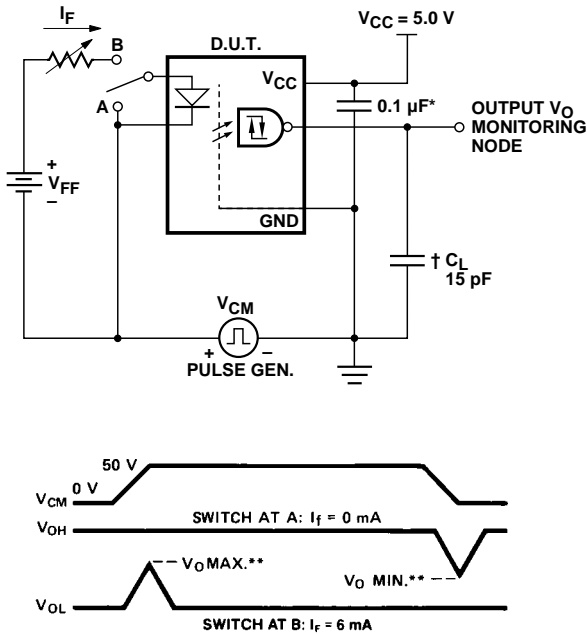 I_F
V_CC = 5.0 V
B
D.U.T.
V_CC
A
0.1 µF*
OUTPUT V_O
MONITORING
NODE
+
V_FF
–
GND
† C_L
15 pF
V_CM
+ –
PULSE GEN.
50 V
0 V
V_CM
SWITCH AT A: I_f = 0 mA
V_OH
V_O MAX.**
V_O MIN.**
V_OL
SWITCH AT B: I_F = 6 mA